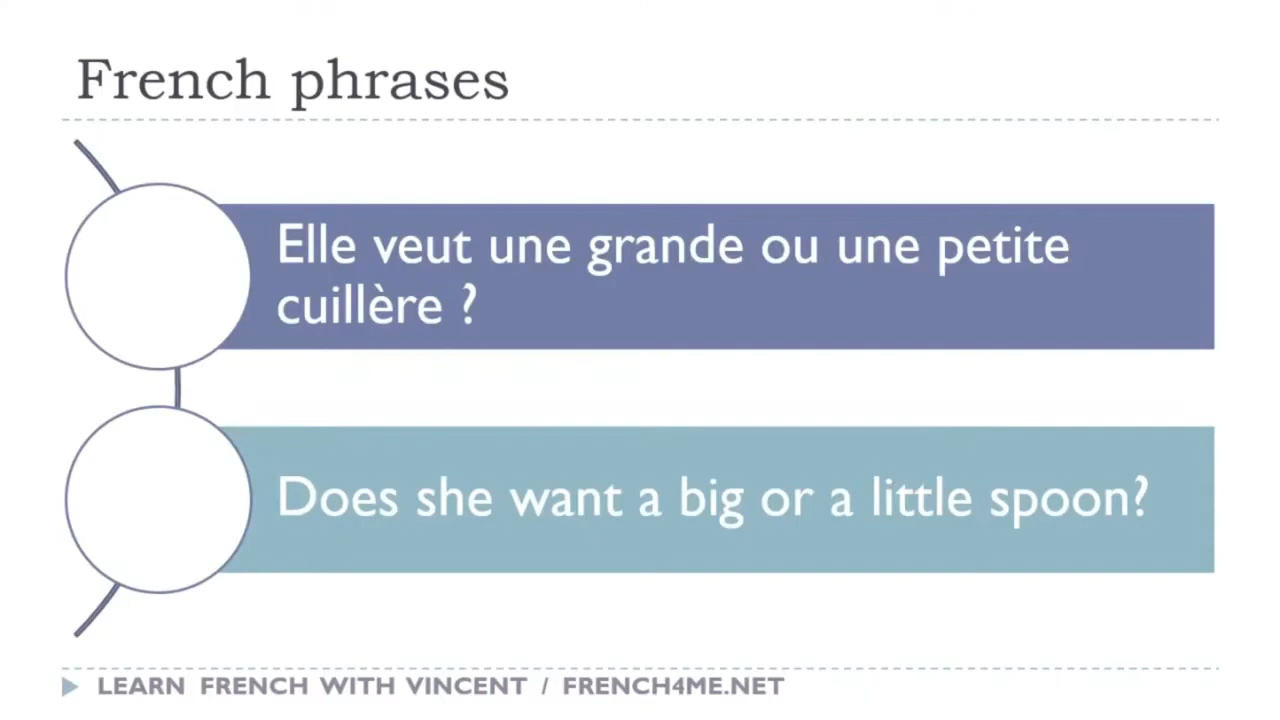 French phrases
Elle veut une grande ou une petite
cuillère ?
Does she want a big or a little spoon?
LEARN FRENCH WITH VINCENT / FRENCH4ME.NET